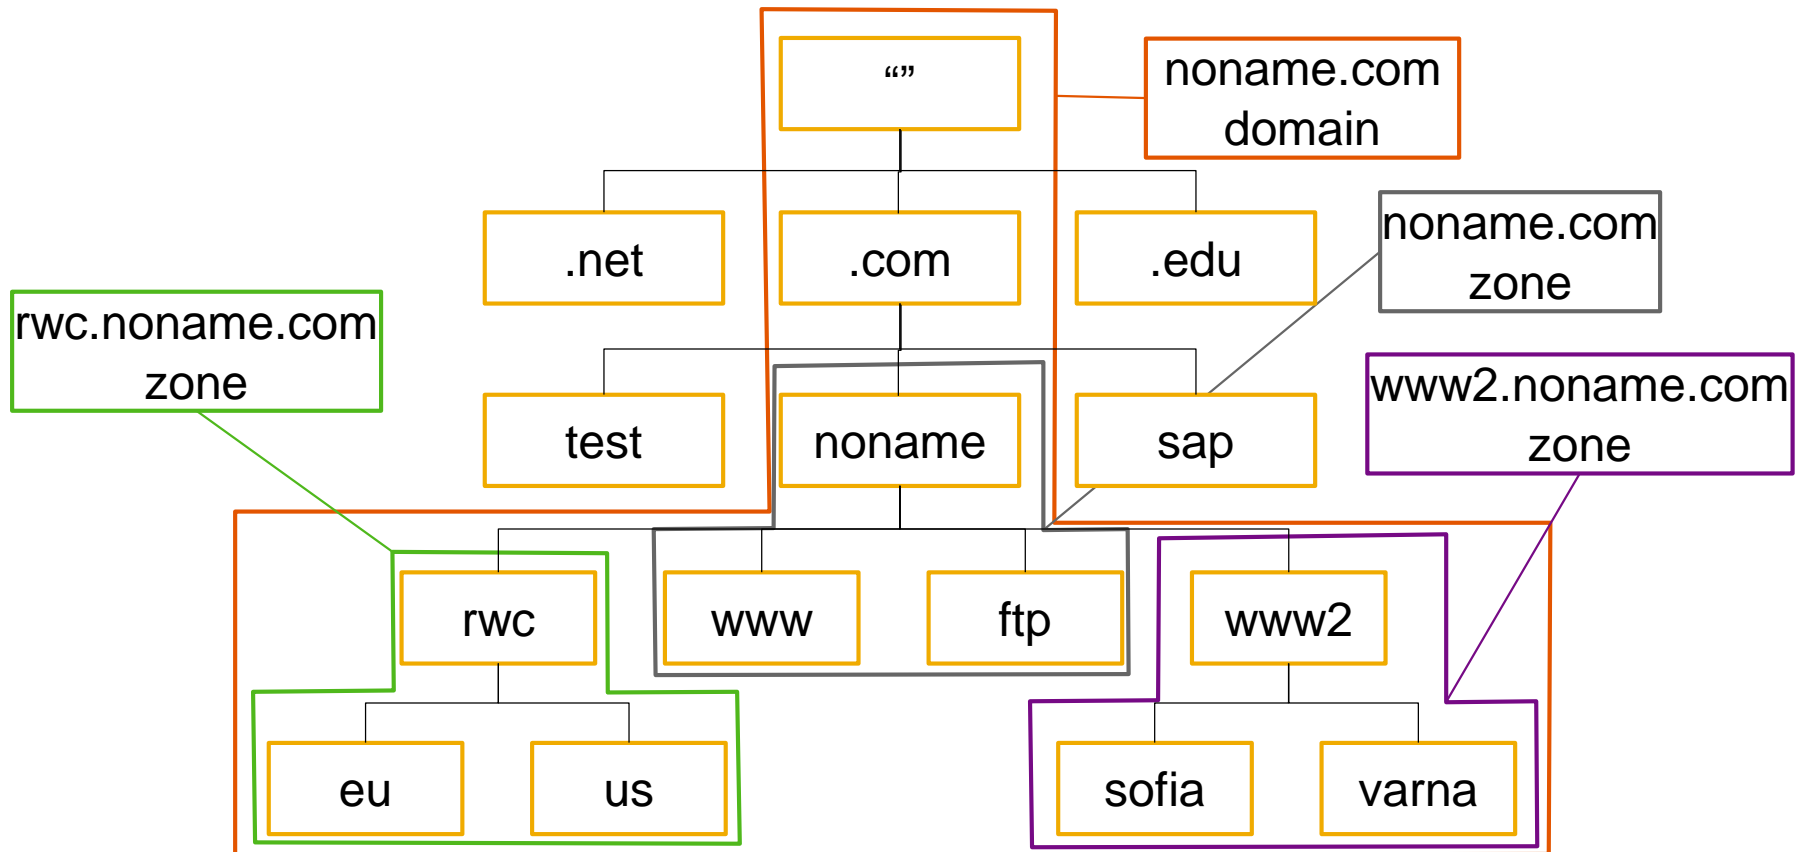 “”
noname.com
domain
.net
.com
.edu
noname.com
zone
rwc.noname.com
zone
test
noname
sap
www2.noname.com
zone
rwc
www
ftp
www2
eu
us
sofia
varna